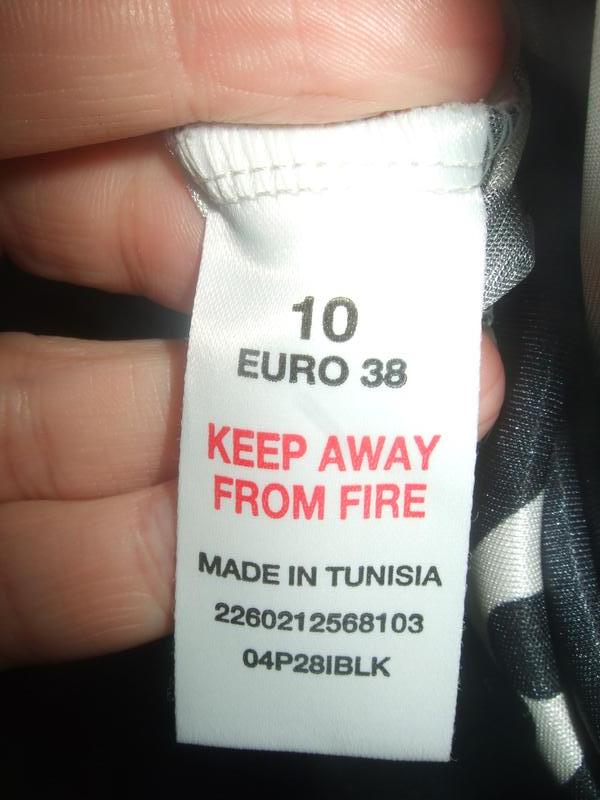 10
EURO 38
KEEP AWAY
FROM FIRE
MADE IN TUNISIA
2260212568103
04P28IBLK